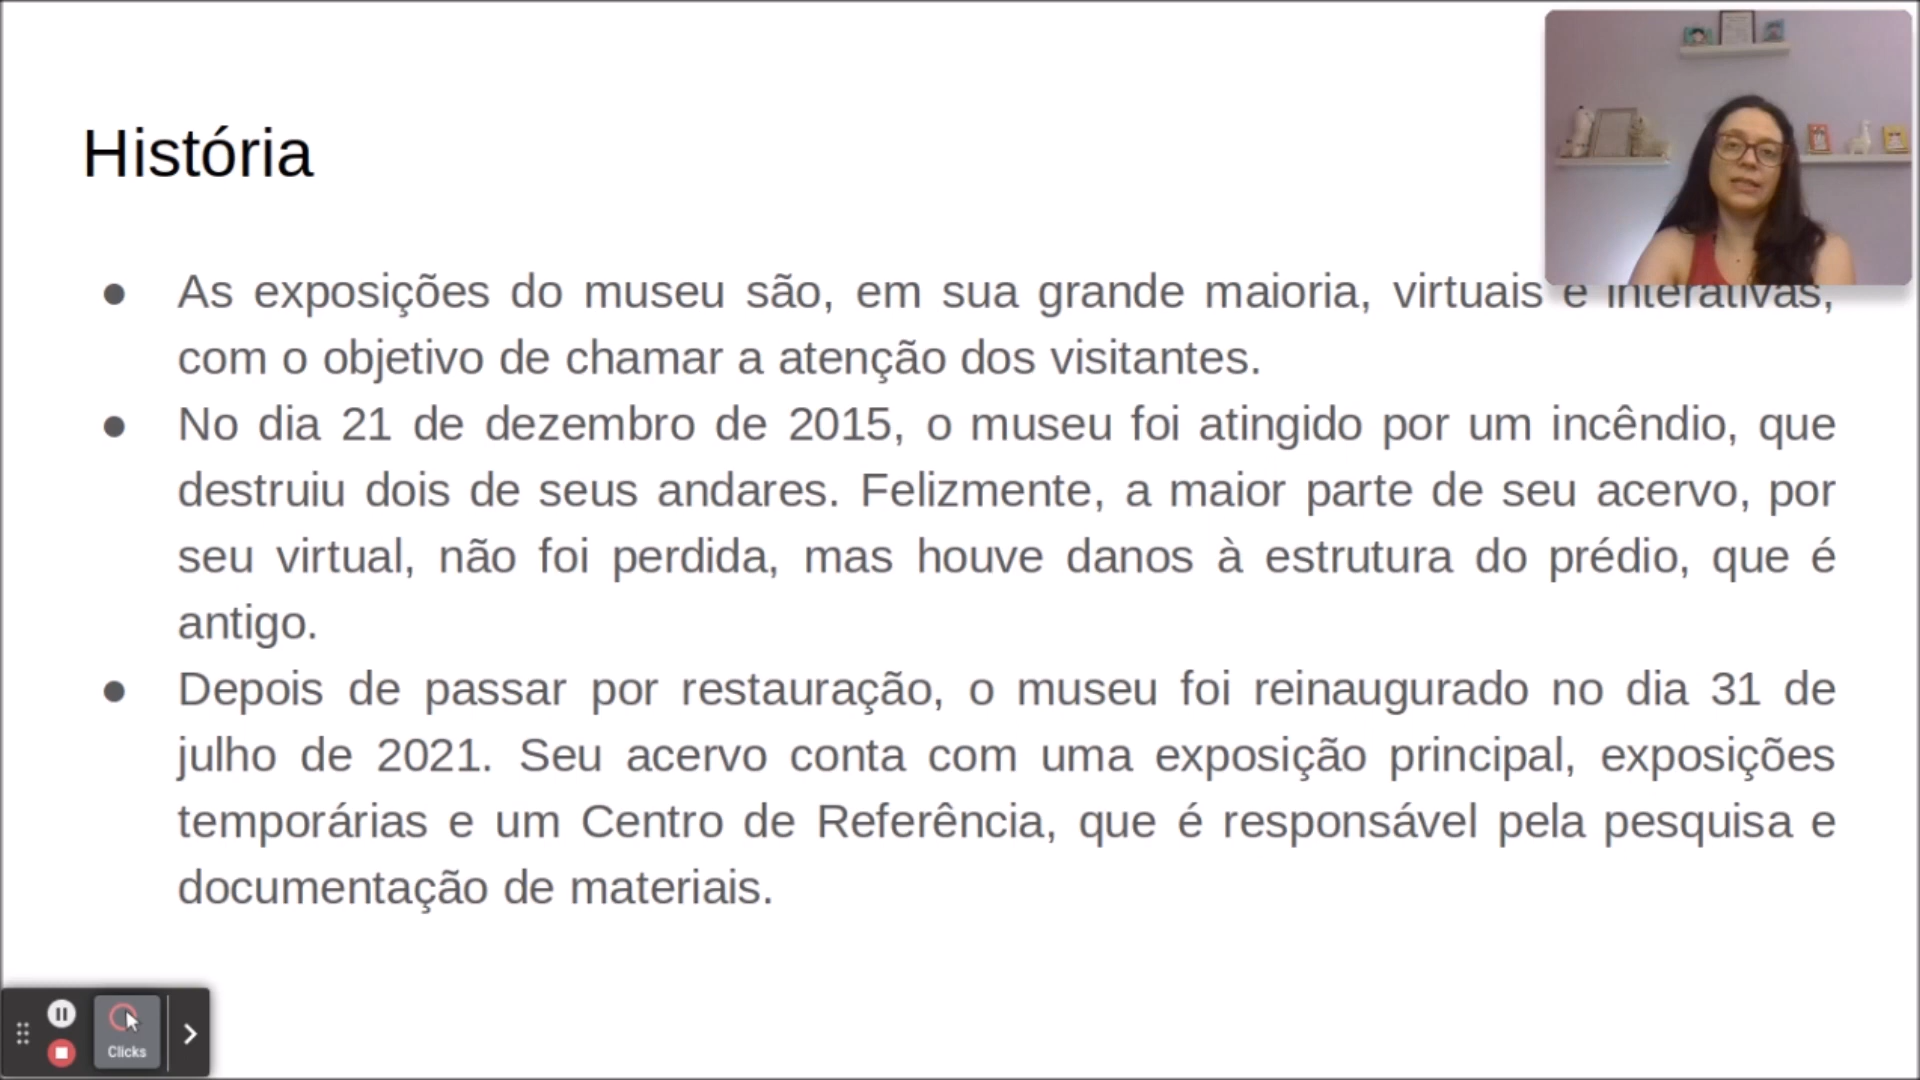 História
● As exposições do museu são, em sua grande maioria, virtuais e interativas,
com o objetivo de chamar a atenção dos visitantes.
● No dia 21 de dezembro de 2015, o museu foi atingido por um incêndio, que
destruiu dois de seus andares. Felizmente, a maior parte de seu acervo, por
seu virtual, não foi perdida, mas houve danos à estrutura do prédio, que é
antigo.
● Depois de passar por restauração, o museu foi reinaugurado no dia 31 de
julho de 2021. Seu acervo conta com uma exposição principal, exposições
temporárias e um Centro de Referência, que é responsável pela pesquisa e
documentação de materiais.
Clicks